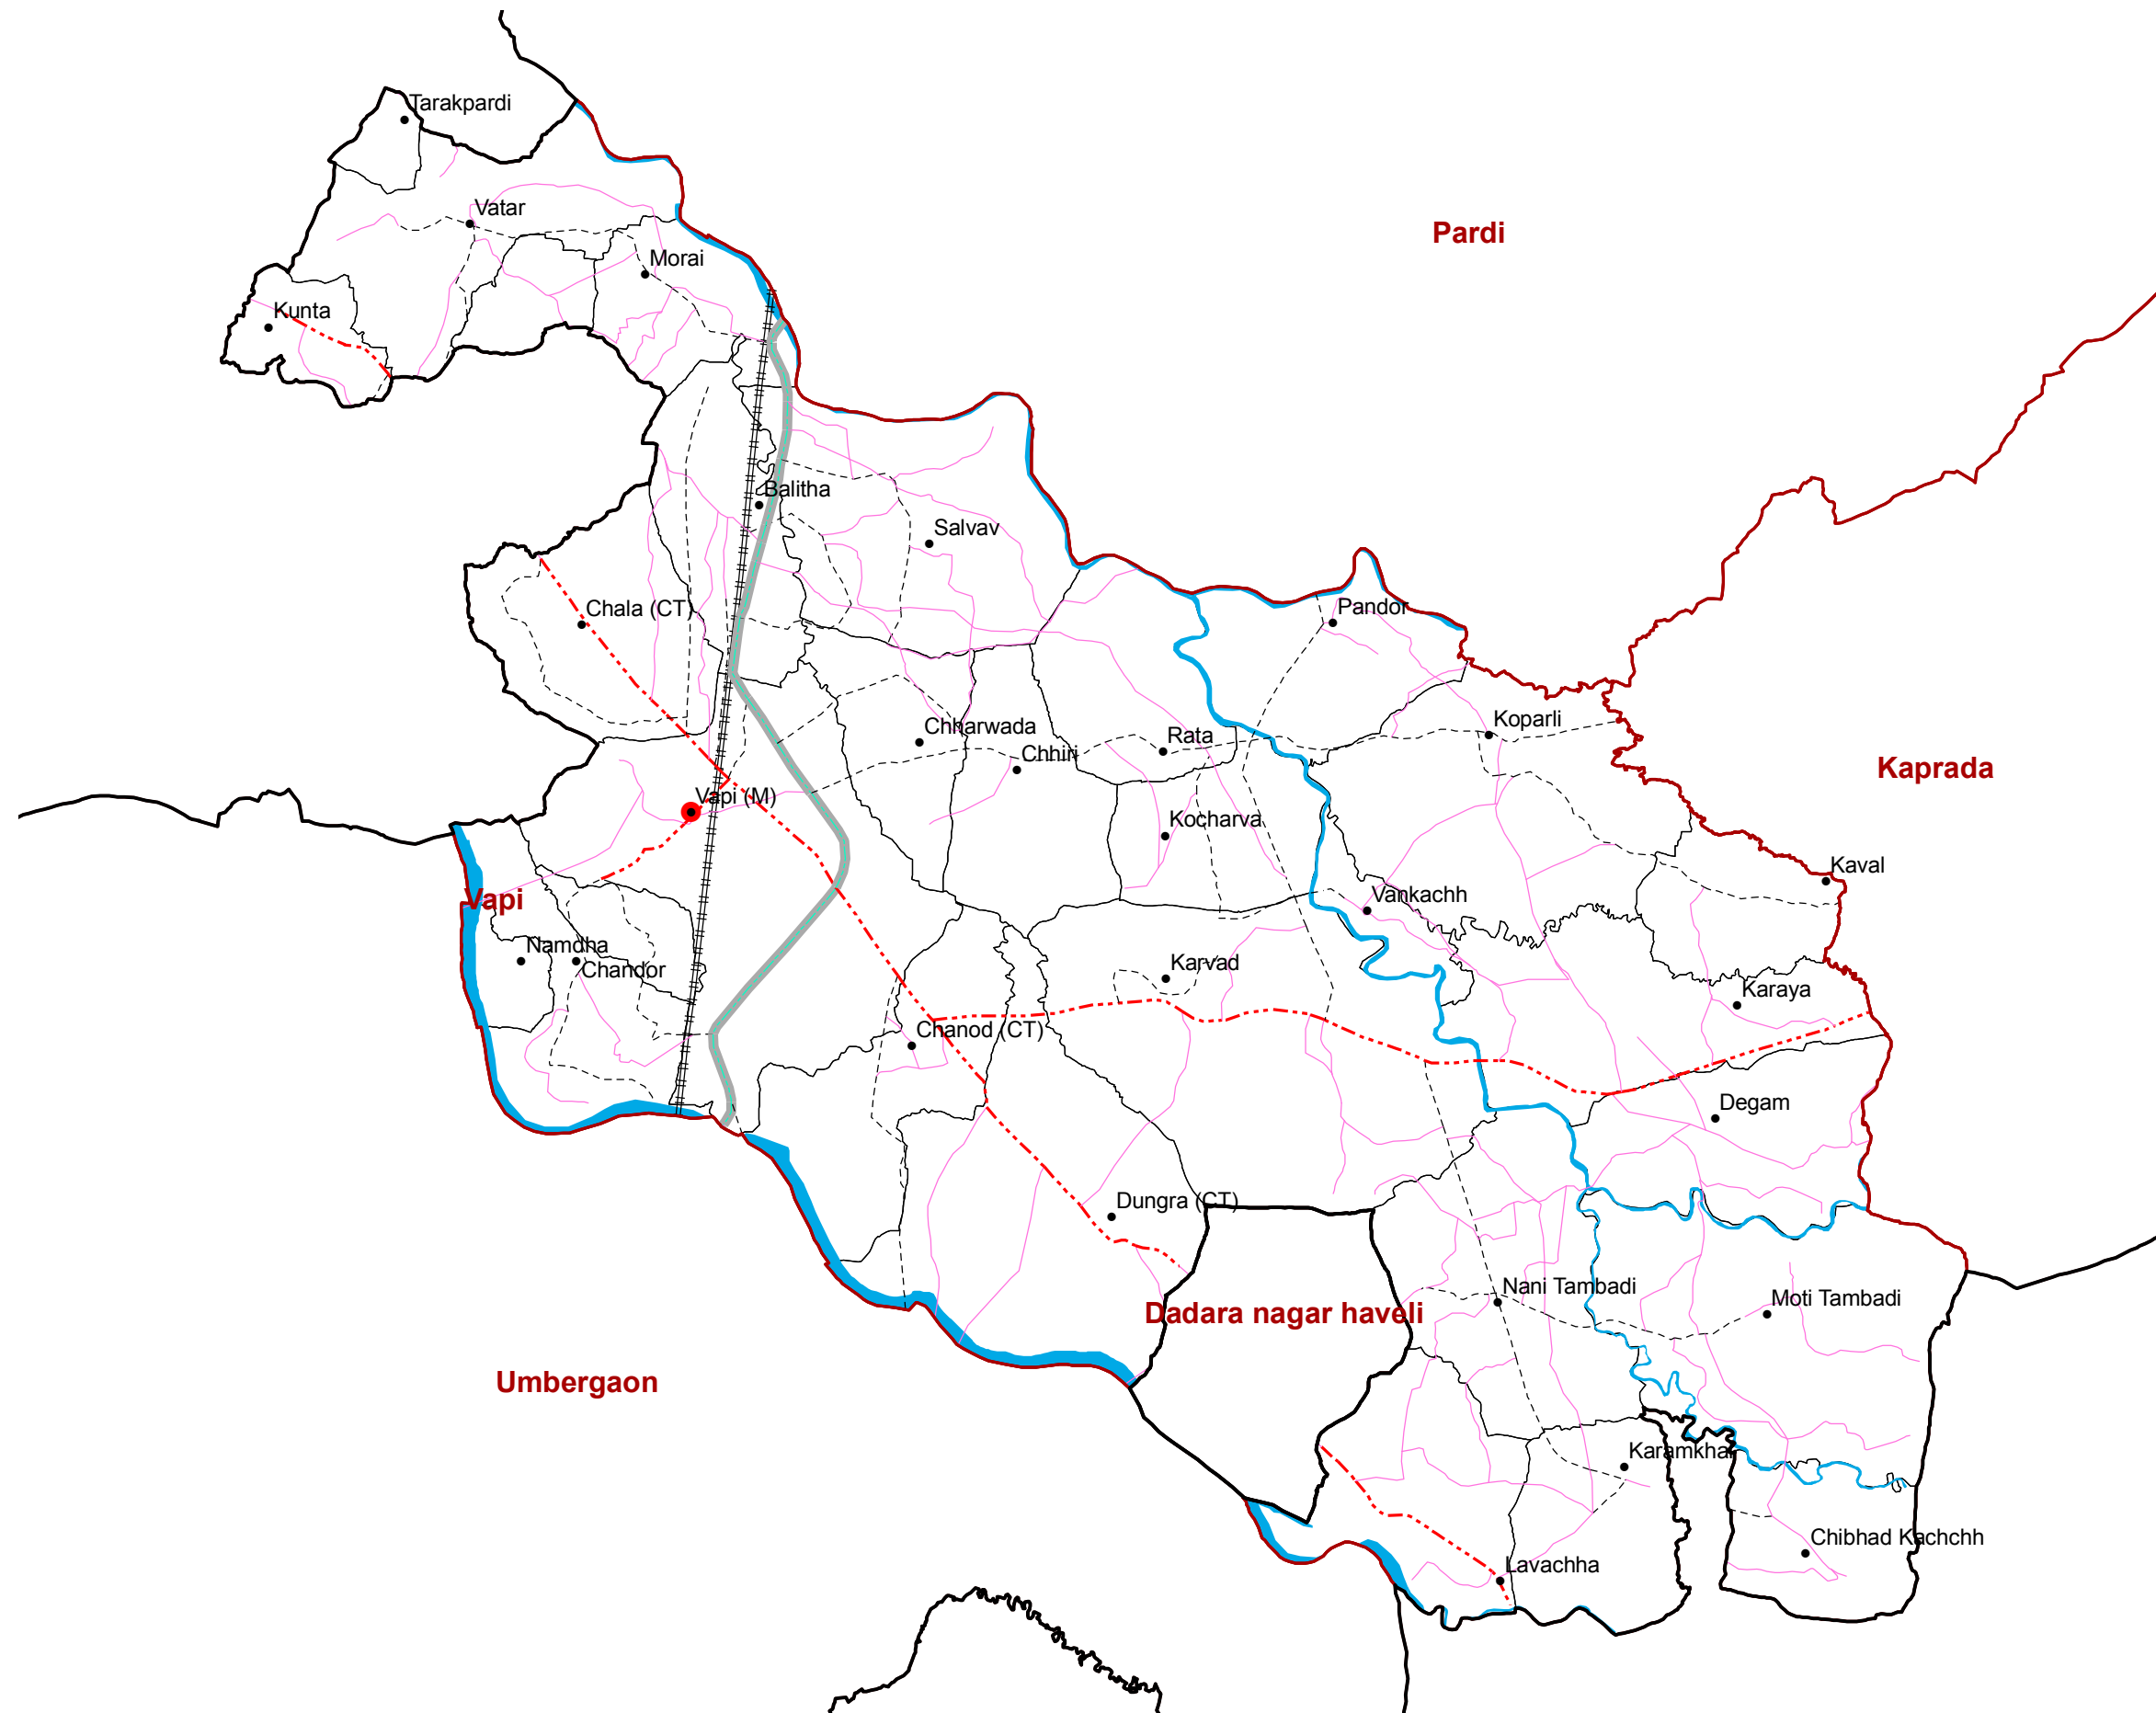 Tarakpardi
Vatar
Pardi
Morai
Kunta
Balitha
Salvav
Chala (CT)
Pandor
Koparli
Chharwada
Rata
Chhiri
Kaprada
Vapi (M)
Kocharva
Kaval
Vankachh
Vapi
Namdha
Chandor
Karvad
Karaya
Chanod (CT)
Degam
Dungra (CT)
Nani Tambadi
Moti Tambadi
Dadara nagar haveli
Umbergaon
Karamkhal
Chibhad Kachchh
Lavachha